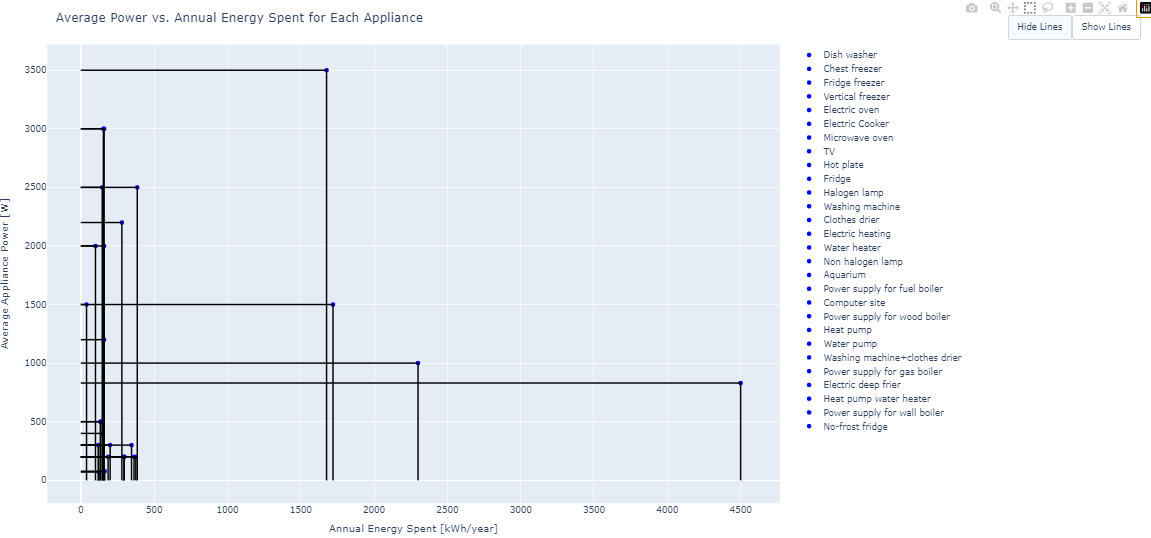 Average Power vs. Annual Energy Spent for Each Appliance
Hide Lines
Show Lines
Average Appliance Power [W]
3500
3000
2500
2000
1500
1000
500
0
0
500
1000
1500
2000
2500
3000
3500
4000
4500
Annual Energy Spent [kWh/year]
Dish washer
Chest freezer
Fridge freezer
Vertical freezer
Electric oven
Electric Cooker
Microwave oven
TV
Hot plate
Fridge
Halogen lamp
Washing machine
Clothes drier
Electric heating
Water heater
Non halogen lamp
Aquarium
Power supply for fuel boiler
Computer site
Power supply for wood boiler
Heat pump
Water pump
Washing machine+clothes drier
Power supply for gas boiler
Electric deep frier
Heat pump water heater
Power supply for wall boiler
No-frost fridge